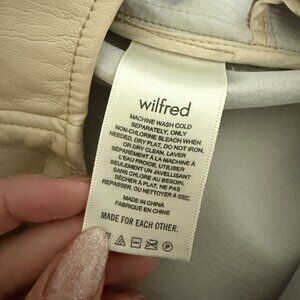 wilfred
MACHINE WASH COLD
SEPARATELY, ONLY
NON-CHLORINE BLEACH WHEN
NEEDED, DRY FLAT, DO NOT IRON,
OR DRY CLEAN. LAVER
SÉPARÉMENT À LA MACHINE À
L'EAU FROIDE, UTILISER
SEULEMENT UN JAVELLISANT
SANS CHLORE AU BESOIN,
SÉCHER À PLAT, NE PAS
REPASSER, OU NETTOYER À SEC.
MADE IN CHINA
FABRIQUÉ EN CHINE
MADE FOR EACH OTHER.